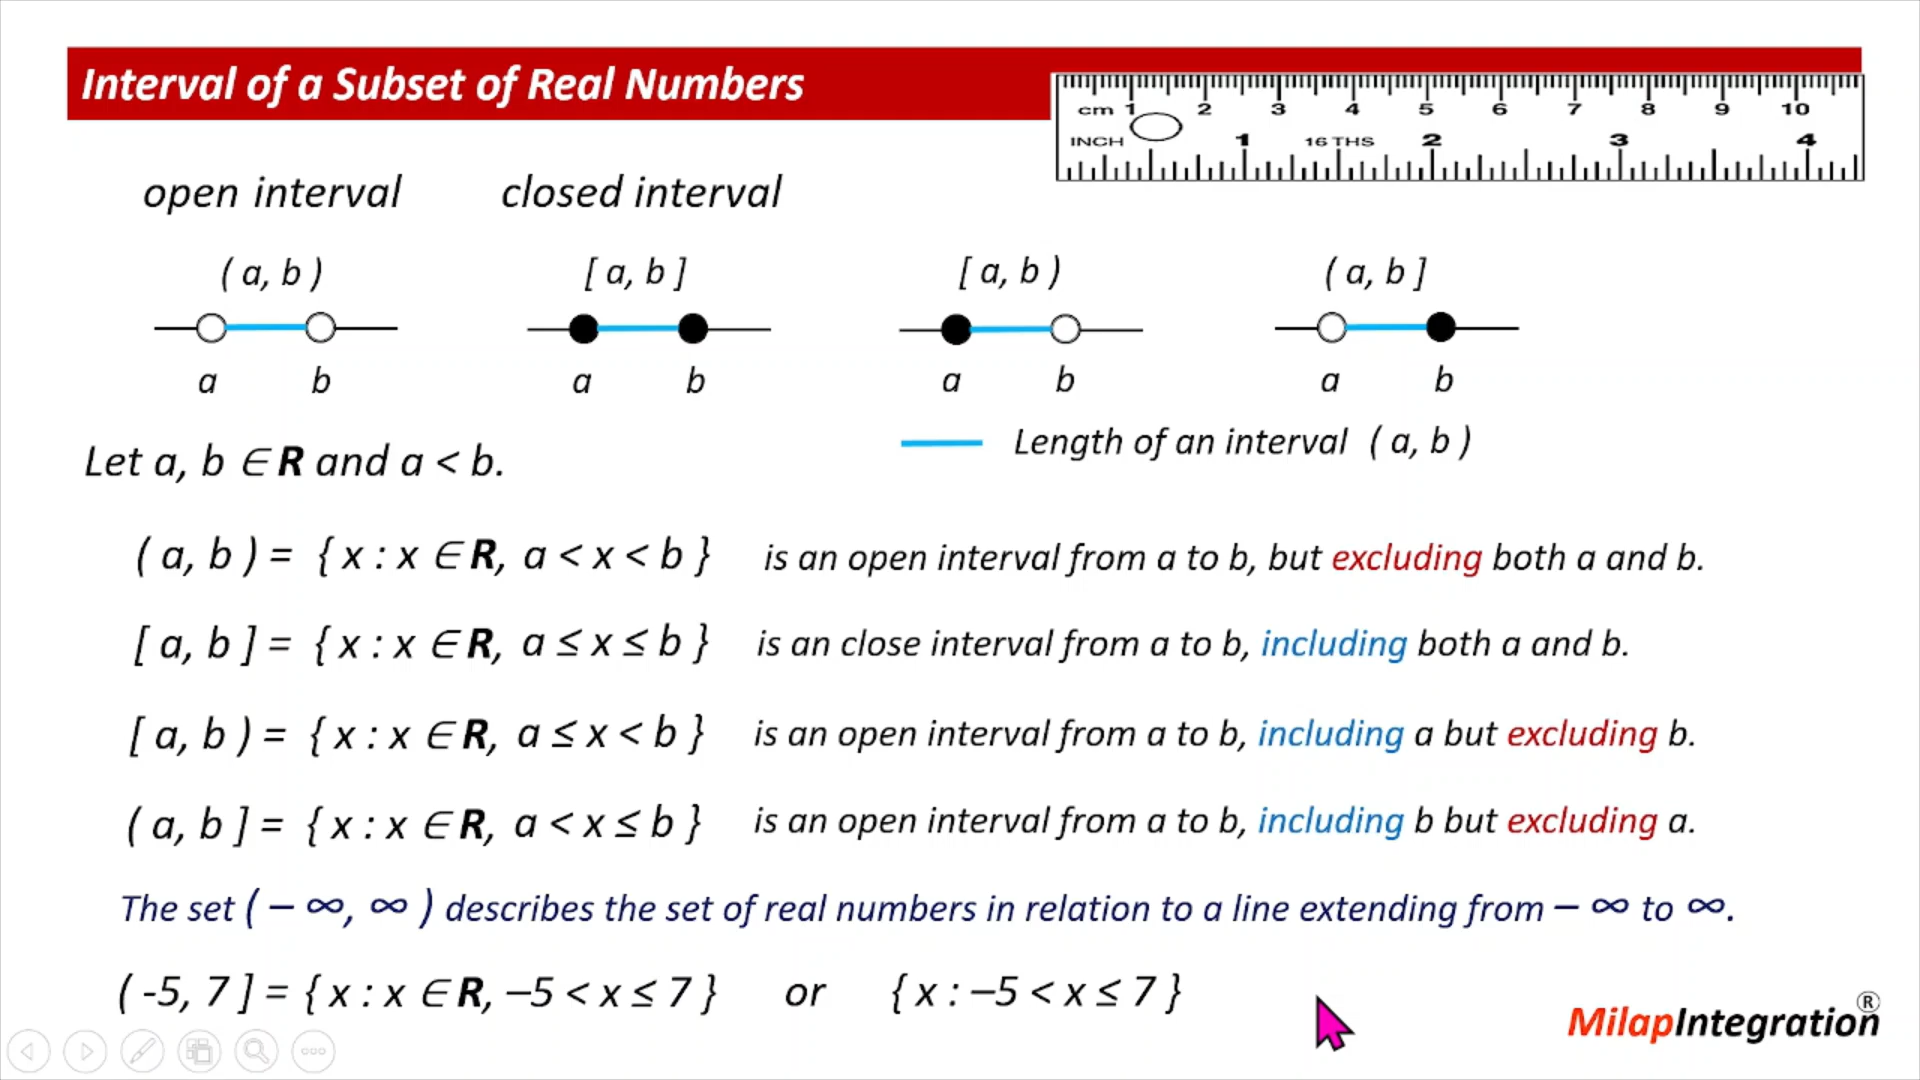 Interval of a Subset of Real Numbers
cm 1 2 3 4 5 6 7 8 9 10
INCH 1 16 THS 2 3 4
open interval closed interval
( a, b ) [ a, b ] [ a, b ) ( a, b ]
a b a b a b a b
Length of an interval ( a, b )
Let a, b ∈ R and a < b.
( a, b ) = { x : x ∈ R, a < x < b } is an open interval from a to b, but excluding both a and b.
[ a, b ] = { x : x ∈ R, a ≤ x ≤ b } is an close interval from a to b, including both a and b.
[ a, b ) = { x : x ∈ R, a ≤ x < b } is an open interval from a to b, including a but excluding b.
( a, b ] = { x : x ∈ R, a < x ≤ b } is an open interval from a to b, including b but excluding a.
The set ( – ∞, ∞ ) describes the set of real numbers in relation to a line extending from – ∞ to ∞.
( -5, 7 ] = { x : x ∈ R, –5 < x ≤ 7 } or { x : –5 < x ≤ 7 }
MilapIntegration ®